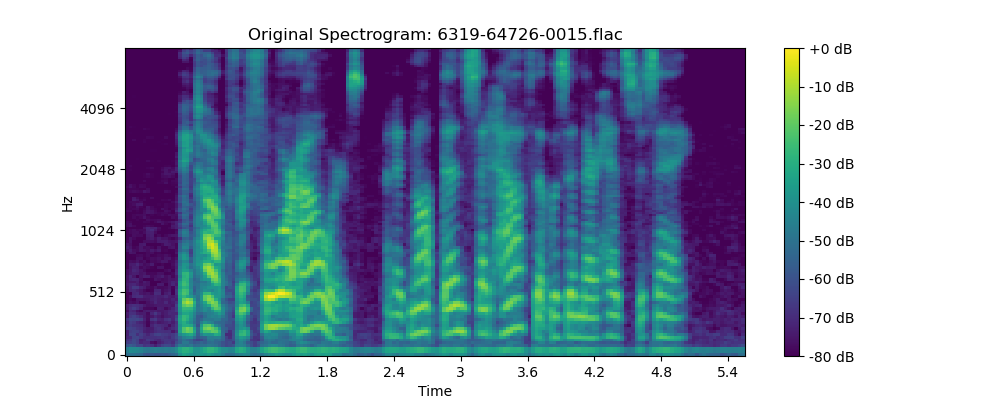 Original Spectrogram: 6319-64726-0015.flac
Hz
4096
2048
1024
512
0
0 0.6 1.2 1.8 2.4 3 3.6 4.2 4.8 5.4
Time
+0 dB
-10 dB
-20 dB
-30 dB
-40 dB
-50 dB
-60 dB
-70 dB
-80 dB